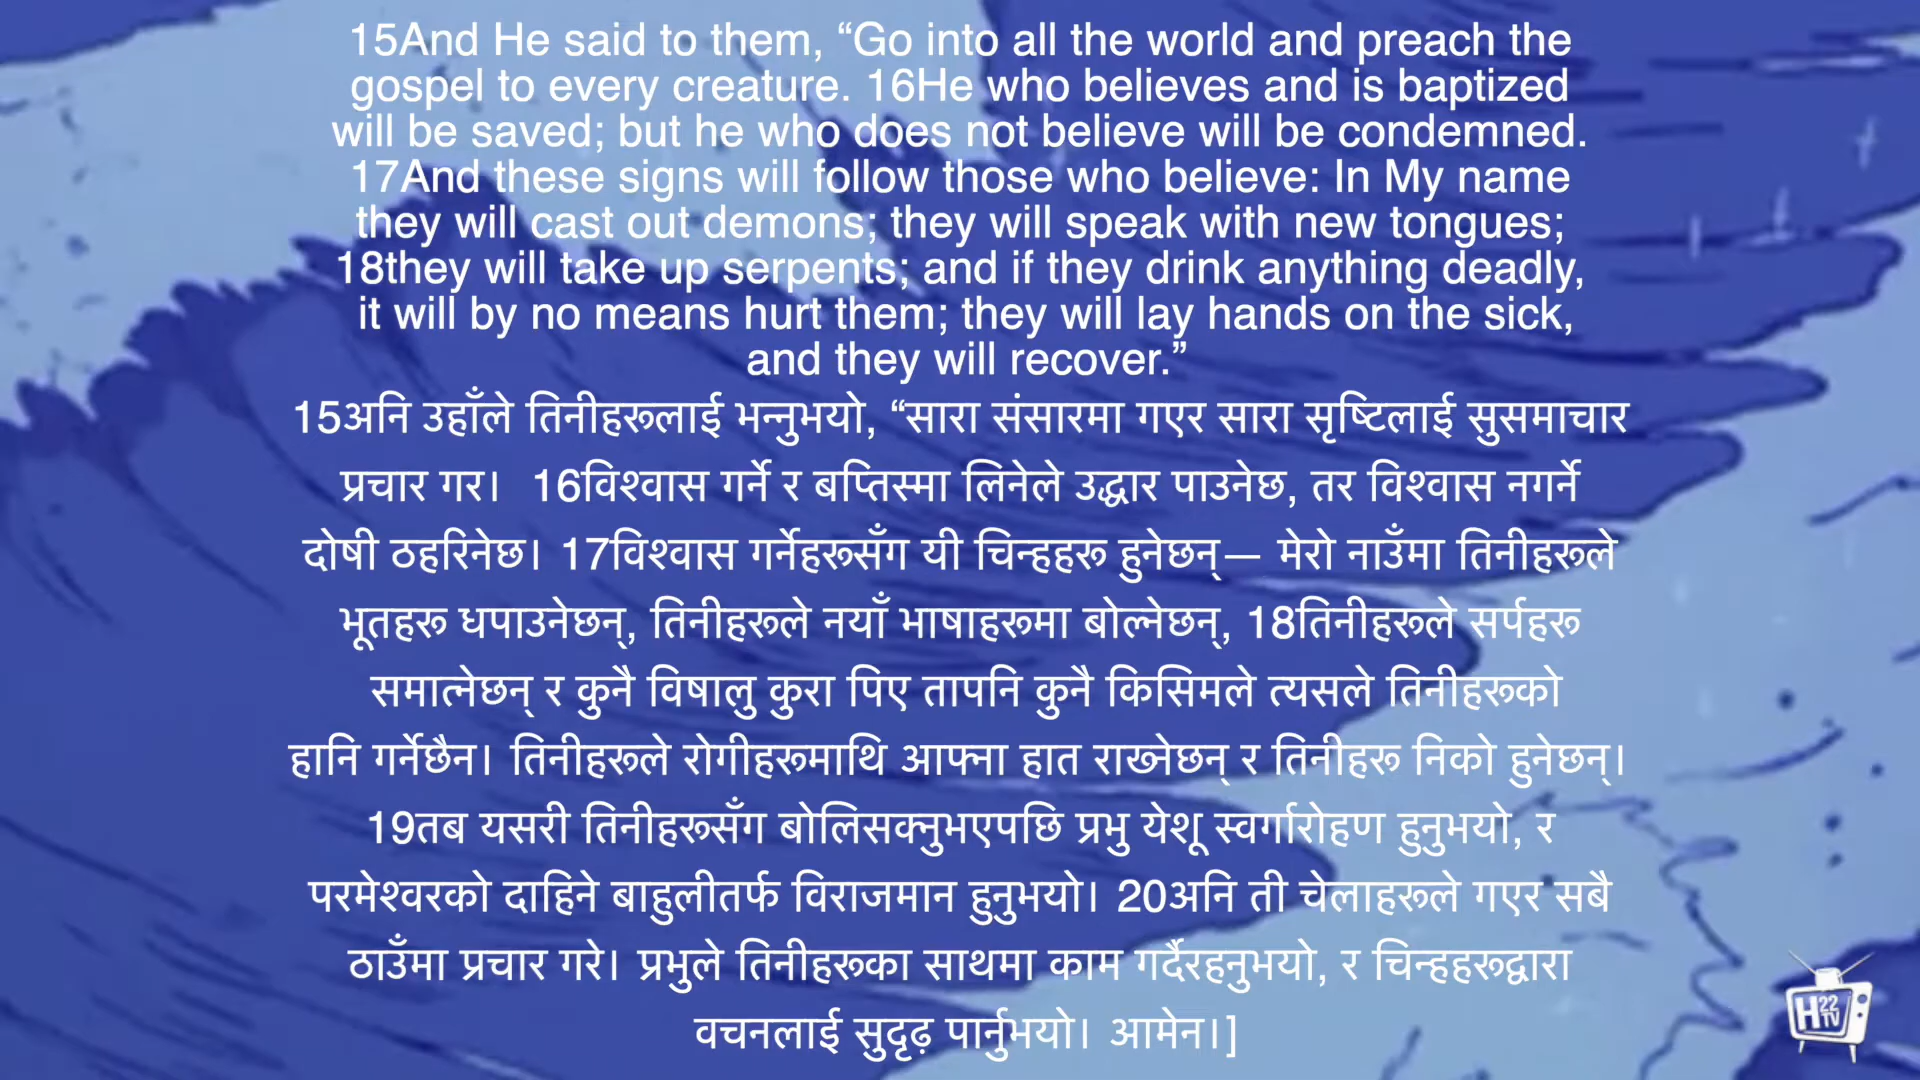 15And He said to them, “Go into all the world and preach the
gospel to every creature. 16He who believes and is baptized
will be saved; but he who does not believe will be condemned.
17And these signs will follow those who believe: In My name
they will cast out demons; they will speak with new tongues;
18they will take up serpents; and if they drink anything deadly,
it will by no means hurt them; they will lay hands on the sick,
and they will recover.”
15अनि उहाँले तिनीहरूलाई भन्नुभयो, “सारा संसारमा गएर सारा सृष्टिलाई सुसमाचार
प्रचार गर।  16विश्वास गर्ने र बप्तिस्मा लिनेले उद्धार पाउनेछ, तर विश्वास नगर्ने
दोषी ठहरिनेछ। 17विश्वास गर्नेहरूसँग यी चिन्हहरू हुनेछन्— मेरो नाउँमा तिनीहरूले
भूतहरू धपाउनेछन्, तिनीहरूले नयाँ भाषाहरूमा बोल्नेछन्, 18तिनीहरूले सर्पहरू
समात्नेछन् र कुनै विषालु कुरा पिए तापनि कुनै किसिमले त्यसले तिनीहरूको
हानि गर्नेछैन। तिनीहरूले रोगीहरूमाथि आफ्ना हात राख्नेछन् र तिनीहरू निको हुनेछन्।
19तब यसरी तिनीहरूसँग बोलिसक्नुभएपछि प्रभु येशू स्वर्गारोहण हुनुभयो, र
परमेश्वरको दाहिने बाहुलीतर्फ विराजमान हुनुभयो। 20अनि ती चेलाहरूले गएर सबै
ठाउँमा प्रचार गरे। प्रभुले तिनीहरूका साथमा काम गर्दैरहनुभयो, र चिन्हहरूद्वारा
वचनलाई सुदृढ़ पार्नुभयो। आमेन।]
H22TV